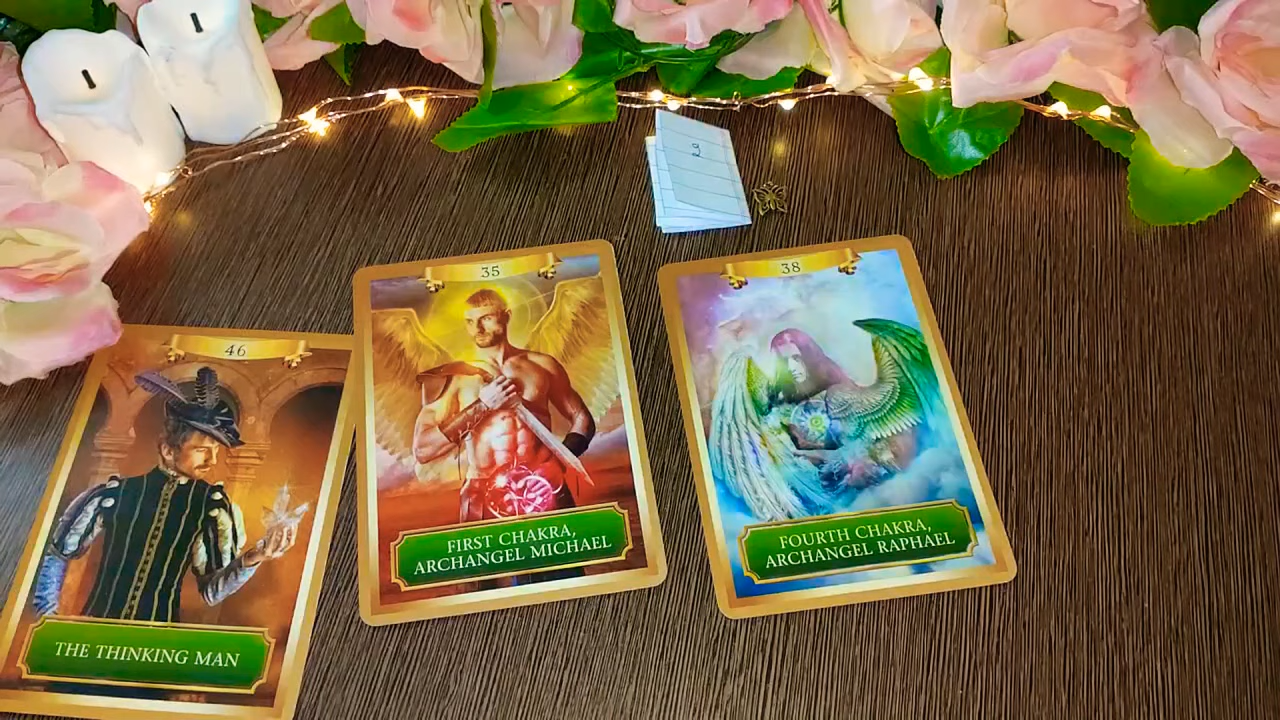 2
46
THE THINKING MAN
35
FIRST CHAKRA,
ARCHANGEL MICHAEL
38
FOURTH CHAKRA,
ARCHANGEL RAPHAEL